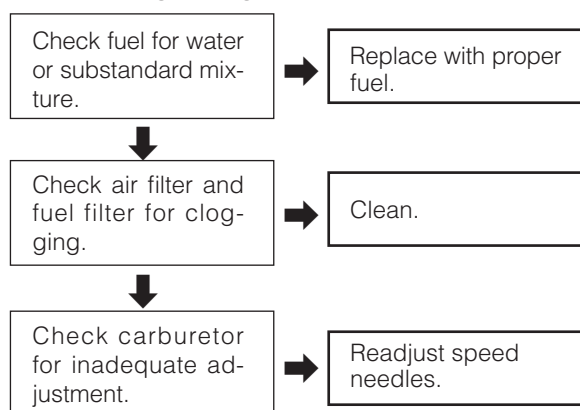 Check fuel for water
or substandard mix-
ture.
Replace with proper
fuel.
Check air filter and
fuel filter for clog-
ging.
Clean.
Check carburetor
for inadequate ad-
justment.
Readjust speed
needles.